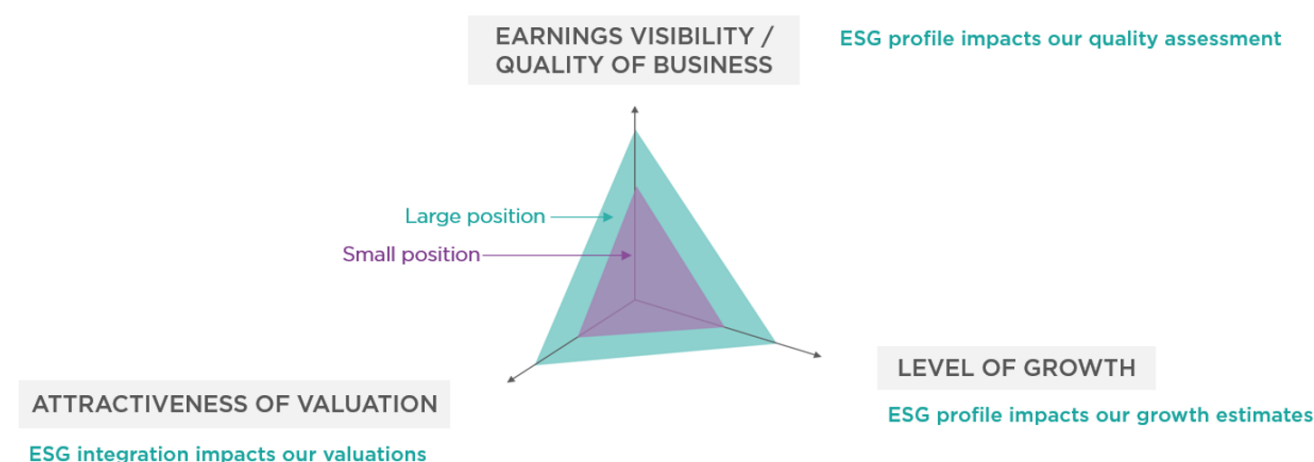 EARNINGS VISIBILITY /
QUALITY OF BUSINESS
ESG profile impacts our quality assessment
Large position
Small position
LEVEL OF GROWTH
ESG profile impacts our growth estimates
ATTRACTIVENESS OF VALUATION
ESG integration impacts our valuations